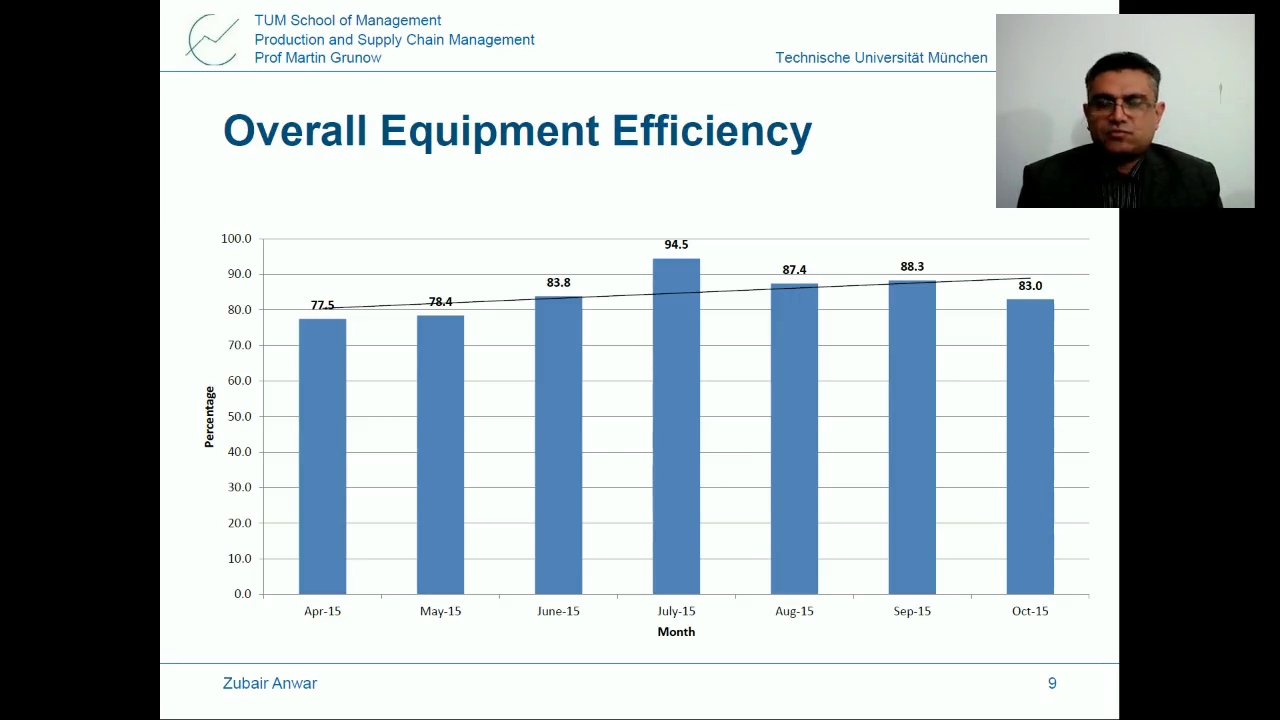 TUM School of Management
Production and Supply Chain Management
Prof Martin Grunow
Technische Universität München
Overall Equipment Efficiency
100.0
90.0
80.0
70.0
60.0
50.0
40.0
30.0
20.0
10.0
0.0
Percentage
77.5
78.4
83.8
94.5
87.4
88.3
83.0
Apr-15
May-15
June-15
July-15
Aug-15
Sep-15
Oct-15
Month
Zubair Anwar
9